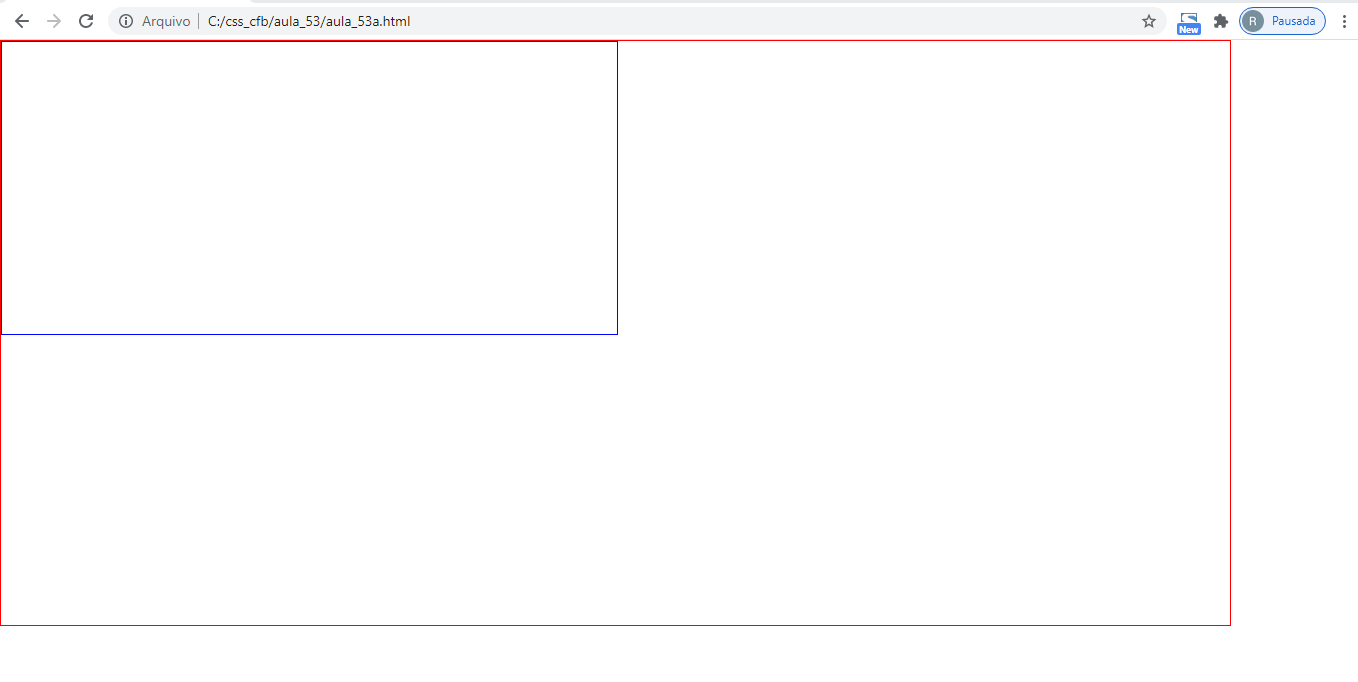 Arquivo | C:/css_cfb/aula_53/aula_53a.html
New
R Pausada